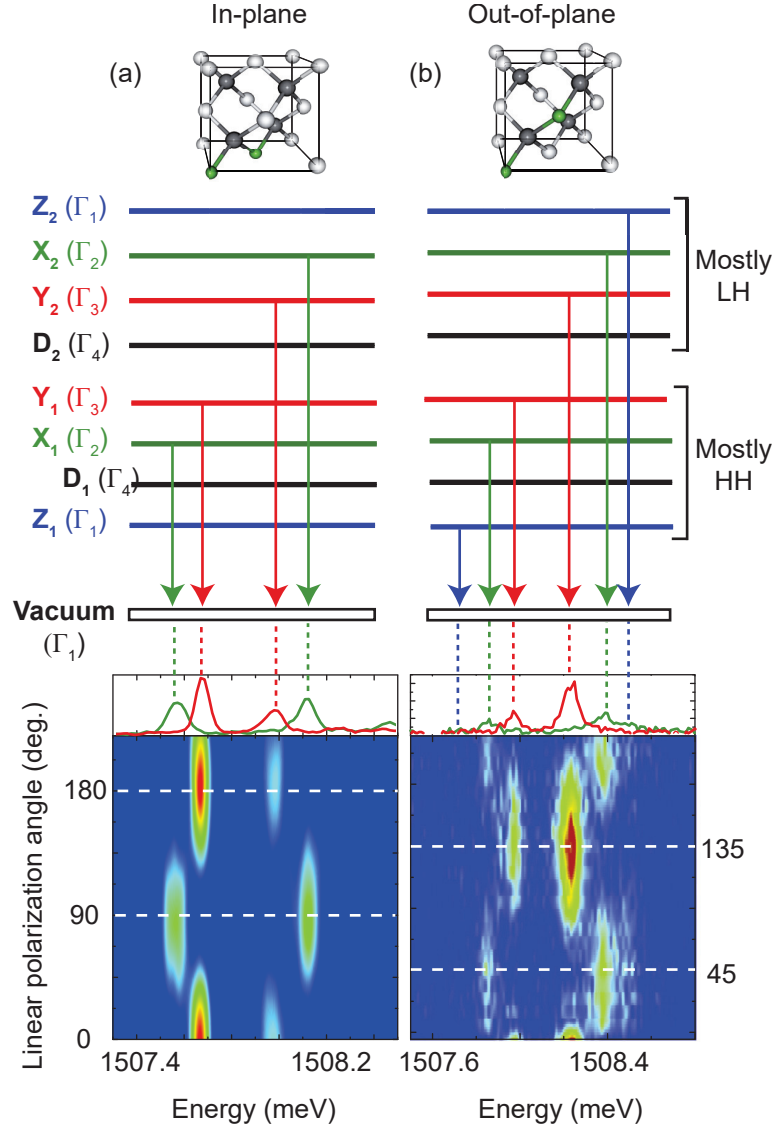 In-plane
Out-of-plane
(a)
(b)
Z₂ (Γ₁)
X₂ (Γ₂)
Y₂ (Γ₃)
D₂ (Γ₄)
Y₁ (Γ₃)
X₁ (Γ₂)
D₁ (Γ₄)
Z₁ (Γ₁)
Mostly
LH
Mostly
HH
Vacuum
(Γ₁)
Linear polarization angle (deg.)
180
90
0
135
45
1507.4
1508.2
1507.6
1508.4
Energy (meV)
Energy (meV)